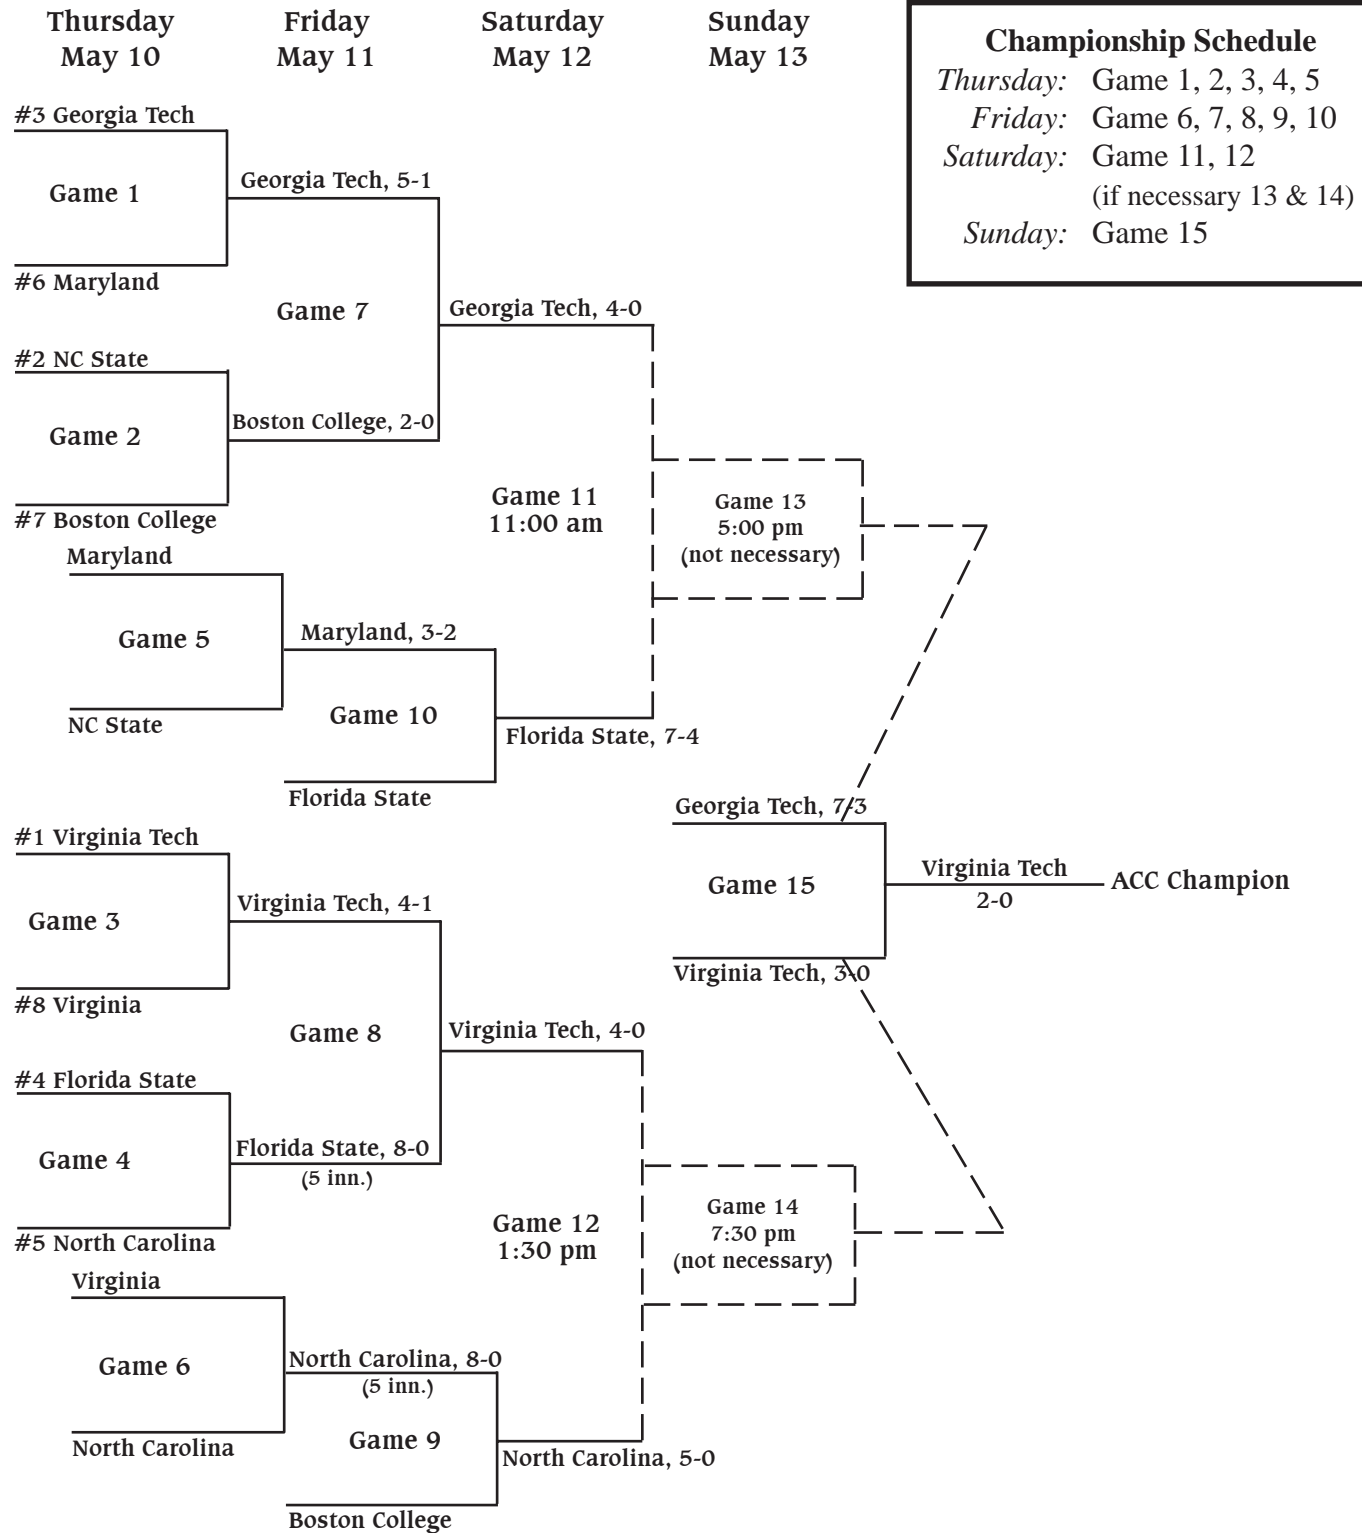 Thursday
May 10
Friday
May 11
Saturday
May 12
Sunday
May 13
Championship Schedule
Thursday: Game 1, 2, 3, 4, 5
Friday: Game 6, 7, 8, 9, 10
Saturday: Game 11, 12
(if necessary 13 & 14)
Sunday: Game 15
#3 Georgia Tech
Game 1
#6 Maryland
Georgia Tech, 5-1
Game 7
#2 NC State
Game 2
#7 Boston College
Boston College, 2-0
Georgia Tech, 4-0
Game 11
11:00 am
Game 13
5:00 pm
(not necessary)
Maryland
Game 5
NC State
Maryland, 3-2
Game 10
Florida State
Florida State, 7-4
#1 Virginia Tech
Game 3
#8 Virginia
Virginia Tech, 4-1
Game 8
#4 Florida State
Game 4
#5 North Carolina
Florida State, 8-0
(5 inn.)
Virginia Tech, 4-0
Game 12
1:30 pm
Game 14
7:30 pm
(not necessary)
Virginia
Game 6
North Carolina
North Carolina, 8-0
(5 inn.)
Game 9
Boston College
North Carolina, 5-0
Georgia Tech, 7-3
Game 15
Virginia Tech, 3-0
Virginia Tech
2-0
ACC Champion